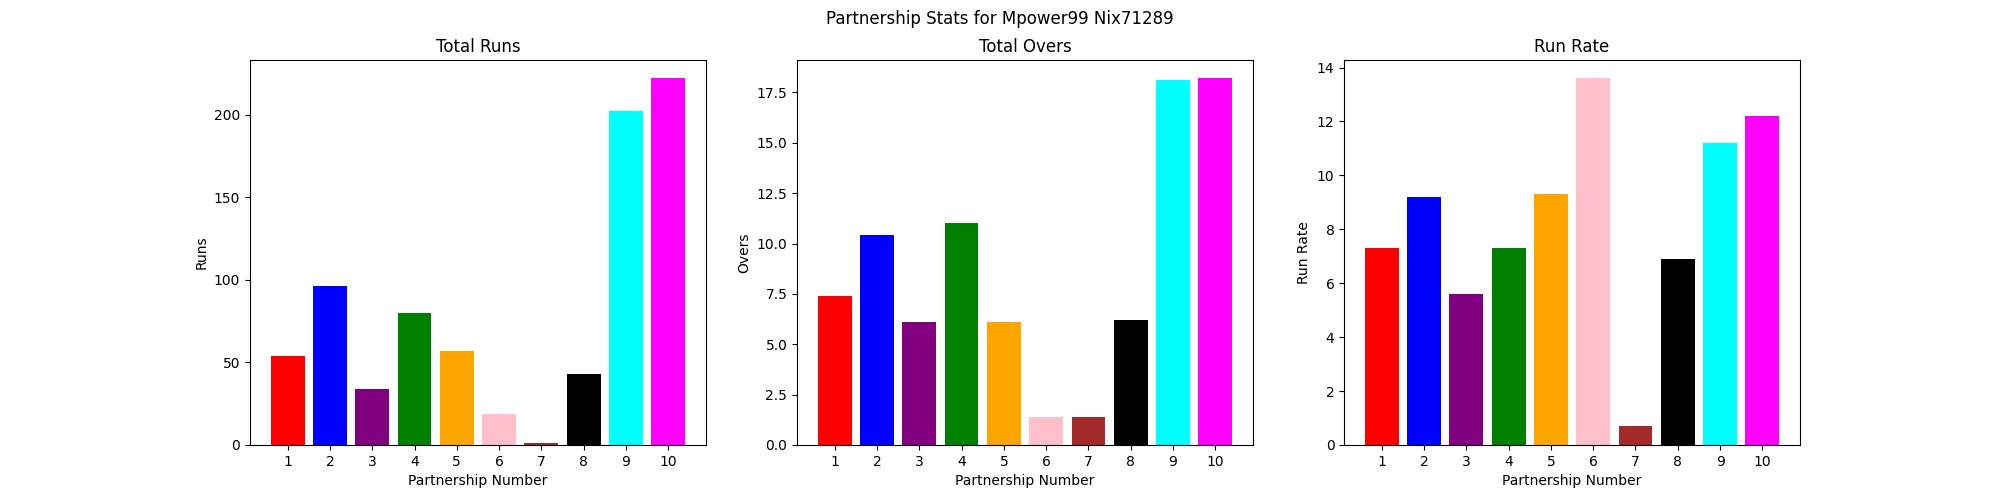 Partnership Stats for Mpower99 Nix71289
Total Runs
Runs
200
150
100
50
0
1 2 3 4 5 6 7 8 9 10
Partnership Number
Total Overs
Overs
17.5
15.0
12.5
10.0
7.5
5.0
2.5
0.0
1 2 3 4 5 6 7 8 9 10
Partnership Number
Run Rate
Run Rate
14
12
10
8
6
4
2
0
1 2 3 4 5 6 7 8 9 10
Partnership Number